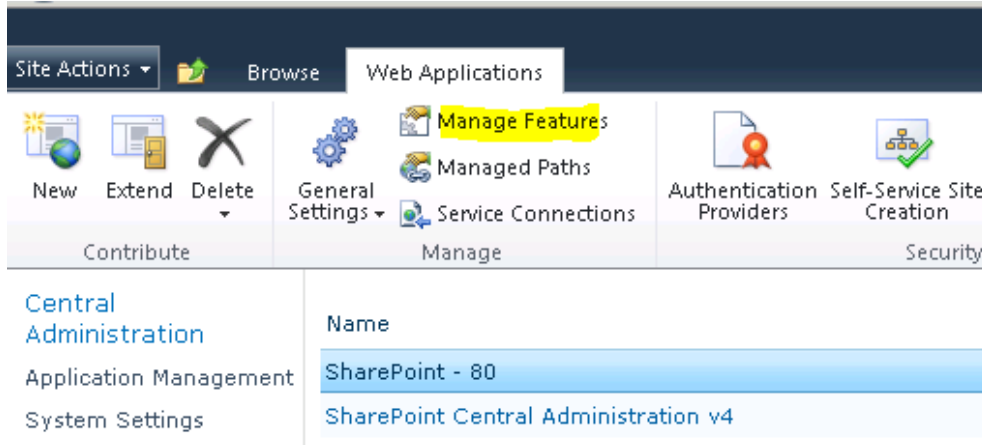 Site Actions Browse Web Applications
Manage Features
Managed Paths
New Extend Delete General Settings Service Connections Authentication Providers Self-Service Site Creation
Contribute Manage Security
Central Administration
Name
Application Management SharePoint - 80
System Settings SharePoint Central Administration v4